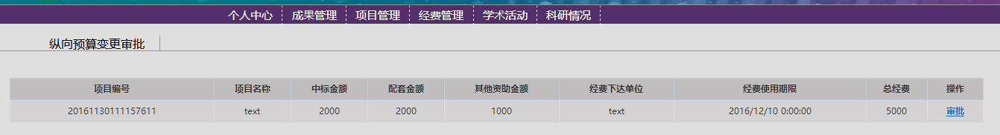 个人中心 成果管理 项目管理 经费管理 学术活动 科研情况
纵向预算变更审批
项目编号 项目名称 中标金额 配套金额 其他资助金额 经费下达单位 经费使用期限 总经费 操作
20161130111157611 text 2000 2000 1000 text 2016/12/10 0:00:00 5000 审批